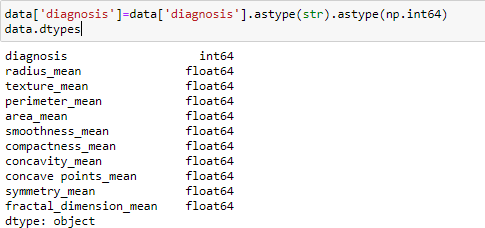 data['diagnosis']=data['diagnosis'].astype(str).astype(np.int64)
data.dtypes
diagnosis int64
radius_mean float64
texture_mean float64
perimeter_mean float64
area_mean float64
smoothness_mean float64
compactness_mean float64
concavity_mean float64
concave points_mean float64
symmetry_mean float64
fractal_dimension_mean float64
dtype: object